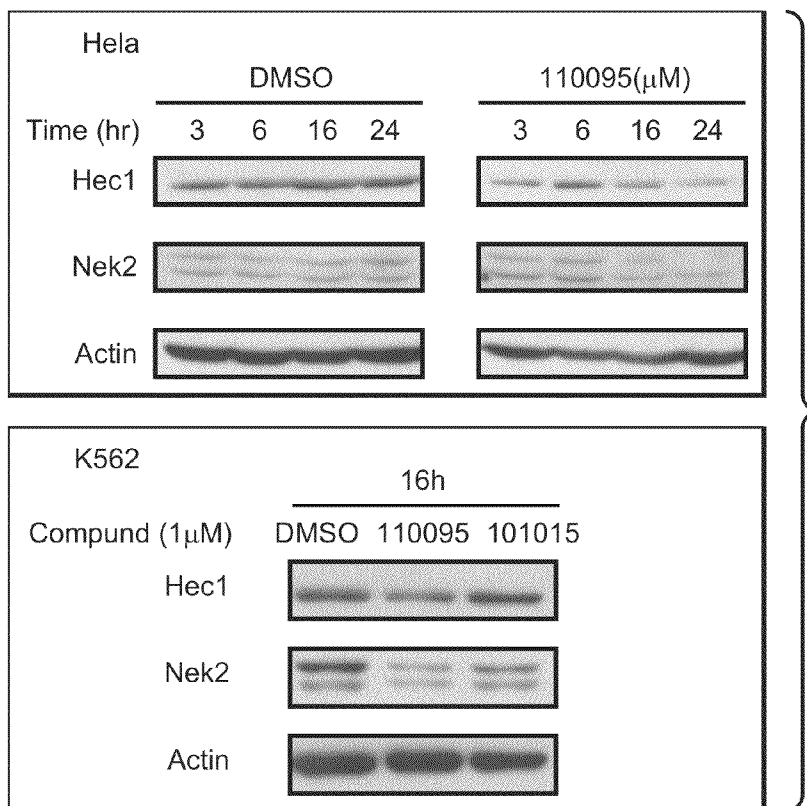 Hela
DMSO 110095(μM)
Time (hr) 3 6 16 24 3 6 16 24
Hec1
Nek2
Actin
K562
16h
Compund (1μM) DMSO 110095 101015
Hec1
Nek2
Actin